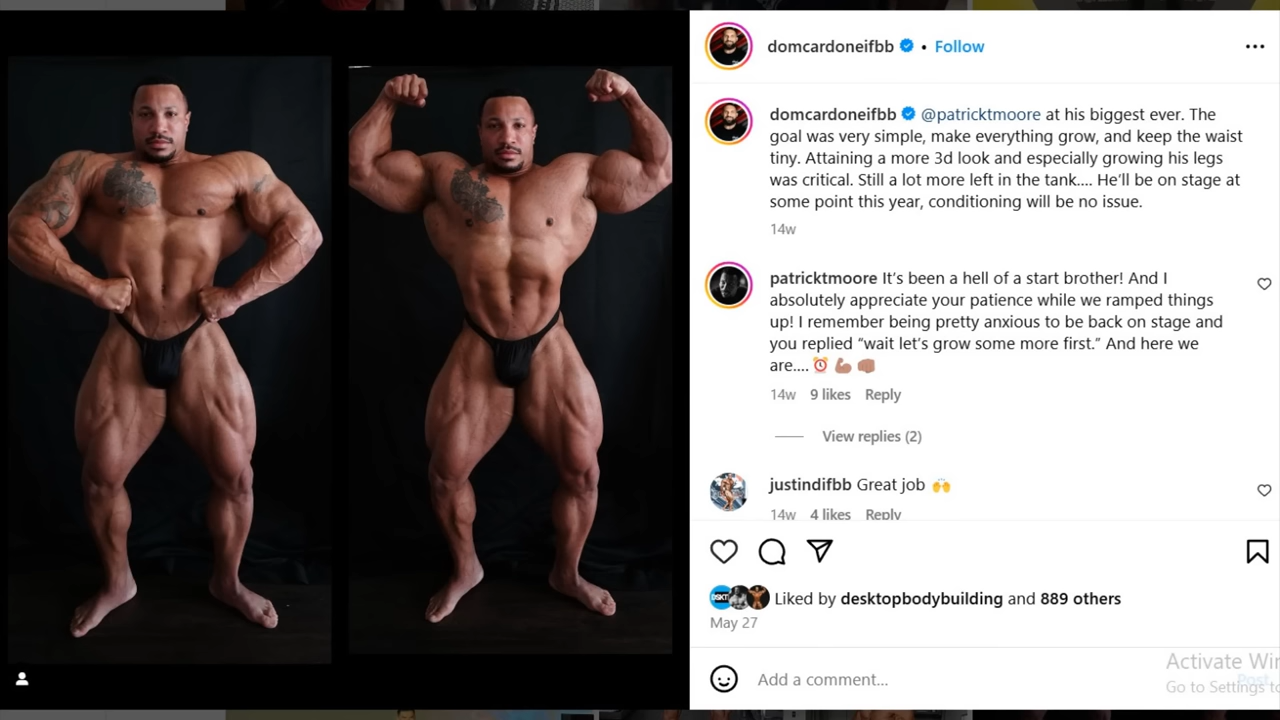 domcardoneifbb • Follow
domcardoneifbb @patricktmoore at his biggest ever. The
goal was very simple, make everything grow, and keep the waist
tiny. Attaining a more 3d look and especially growing his legs
was critical. Still a lot more left in the tank.... He'll be on stage at
some point this year, conditioning will be no issue.
14w
patricktmoore It's been a hell of a start brother! And I
absolutely appreciate your patience while we ramped things
up! I remember being pretty anxious to be back on stage and
you replied “wait let's grow some more first.” And here we
are.... ⏰ 💪🏽 👊🏽
14w 9 likes Reply
View replies (2)
justindifbb Great job 🙌
14w 4 likes Reply
DSKT
Liked by desktopbodybuilding and 889 others
May 27
Add a comment...
Post
Activate Win
Go to Settings to